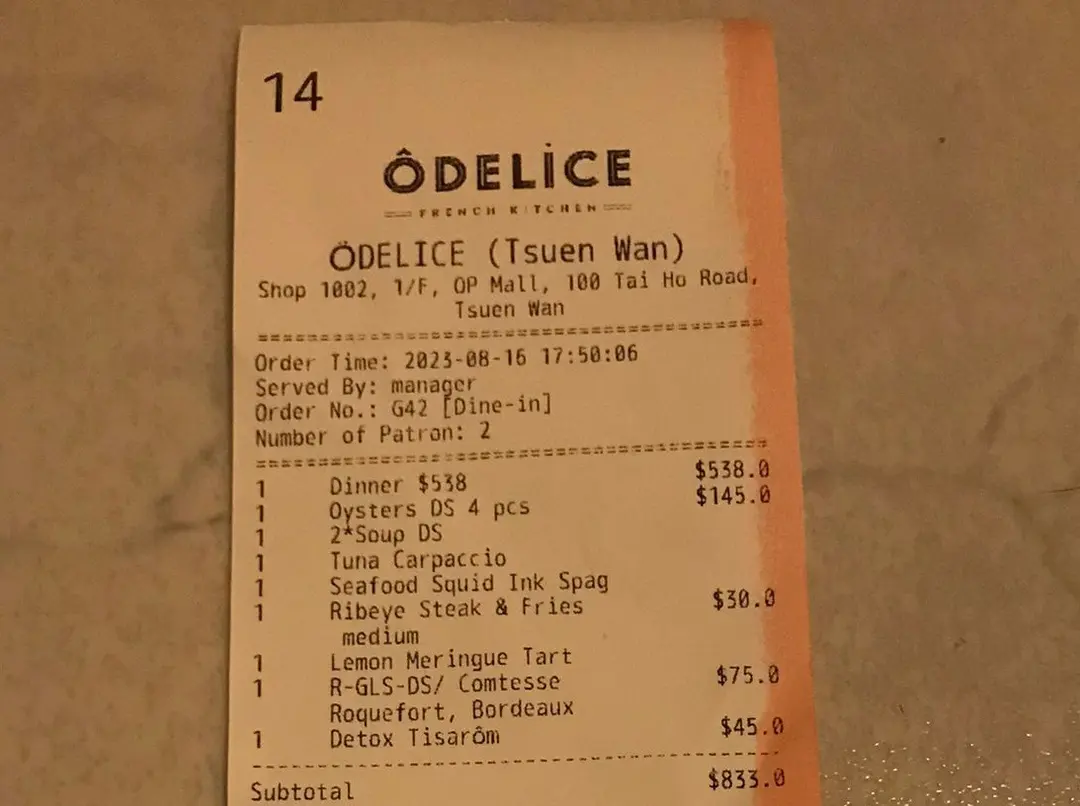 14
ÔDELİCE
FRENCH KITCHEN
ÖDELICE (Tsuen Wan)
Shop 1002, 1/F, OP Mall, 100 Tai Ho Road,
Tsuen Wan
Order Time: 2023-08-16 17:50:06
Served By: manager
Order No.: G42 [Dine-in]
Number of Patron: 2
1 Dinner $538 $538.0
1 Oysters DS 4 pcs $145.0
1 2*Soup DS
1 Tuna Carpaccio
1 Seafood Squid Ink Spag
1 Ribeye Steak & Fries $30.0
medium
1 Lemon Meringue Tart
1 R-GLS-DS/ Comtesse $75.0
Roquefort, Bordeaux
1 Detox Tisarôm $45.0
Subtotal $833.0